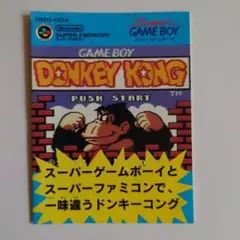 Nintendo
SUPER FAMICOM
GAME BOY
GAME BOY
DONKEY KONG
TM
PUSH START
スーパーゲームボーイと
スーパーファミコンで、
一味違うドンキーコング